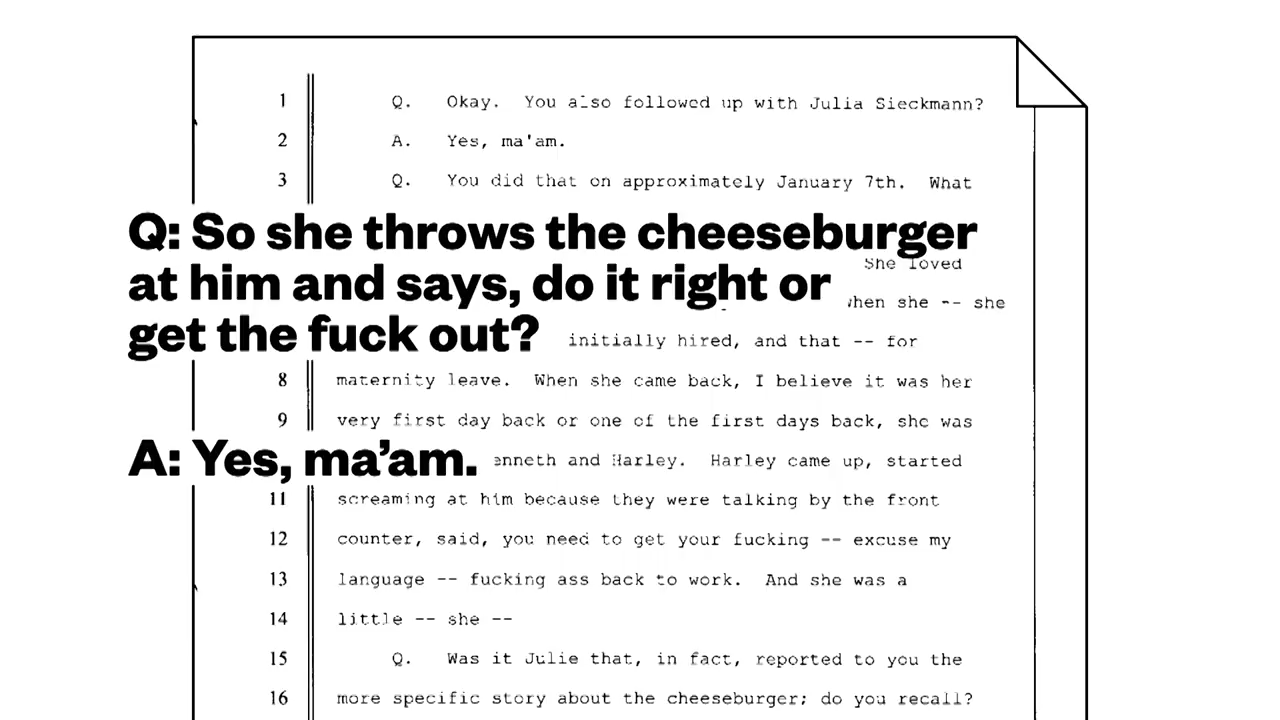 1 Q. Okay. You also followed up with Julia Sieckmann?
2 A. Yes, ma'am.
3 Q. You did that on approximately January 7th. What
Q: So she throws the cheeseburger
at him and says, do it right or
get the fuck out?
She loved
when she -- she
initially hired, and that -- for
8 maternity leave. When she came back, I believe it was her
9 very first day back or one of the first days back, she was
A: Yes, ma’am.
enneth and Harley. Harley came up, started
11 screaming at him because they were talking by the front
12 counter, said, you need to get your fucking -- excuse my
13 language -- fucking ass back to work. And she was a
14 little -- she --
15 Q. Was it Julie that, in fact, reported to you the
16 more specific story about the cheeseburger; do you recall?